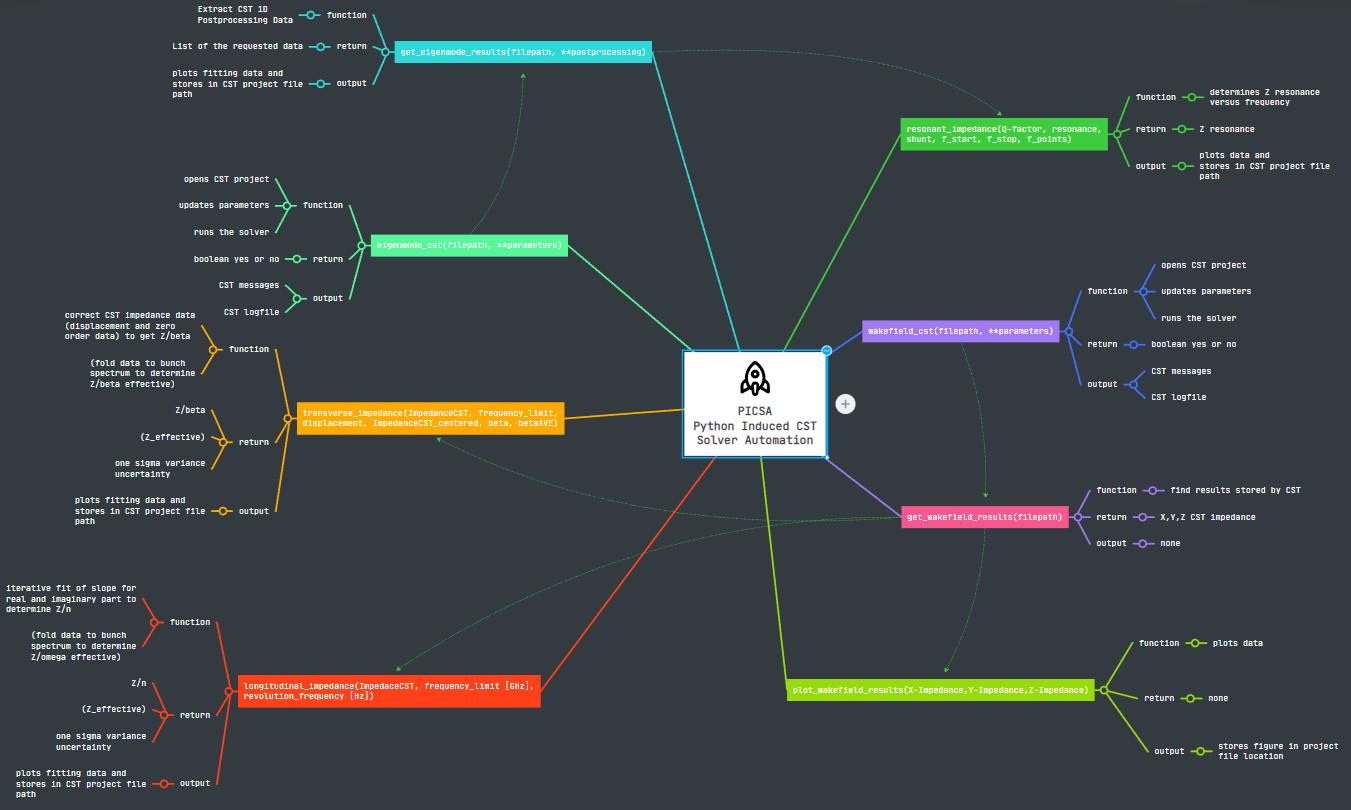 Extract CST 1D
Postprocessing Data
function
List of the requested data
return
plots fitting data and
stores in CST project file
path
output
get_eigenmode_results(filepath, **postprocessing)
resonant_impedance(Q-factor, resonance,
shunt, f_start, f_stop, f_points)
function
determines Z resonance
versus frequency
return
Z resonance
output
plots data and
stores in CST project file
path
opens CST project
updates parameters
runs the solver
function
boolean yes or no
return
CST messages
CST logfile
output
eigenmode_cst(filepath, **parameters)
wakefield_cst(filepath, **parameters)
function
opens CST project
updates parameters
runs the solver
return
boolean yes or no
output
CST messages
CST logfile
correct CST impedance data
(displacement and zero
order data) to get Z/beta
(fold data to bunch
spectrum to determine
Z/beta effective)
function
Z/beta
(Z_effective)
one sigma variance
uncertainty
return
plots fitting data and
stores in CST project file
path
output
transverse_impedance(ImpedanceCST, frequency_limit,
displacement, ImpedanceCST_centered, beta, betaAVE)
PICSA
Python Induced CST
Solver Automation
get_wakefield_results(filepath)
function
find results stored by CST
return
X,Y,Z CST impedance
output
none
iterative fit of slope for
real and imaginary part to
determine Z/n
(fold data to bunch
spectrum to determine
Z/omega effective)
function
Z/n
(Z_effective)
one sigma variance
uncertainty
return
plots fitting data and
stores in CST project file
path
output
longitudinal_impedance(ImpedaceCST, frequency_limit [GHz],
revolution_frequency [Hz])
plot_wakefield_results(X-Impedance,Y-Impedance,Z-Impedance)
function
plots data
return
none
output
stores figure in project
file location